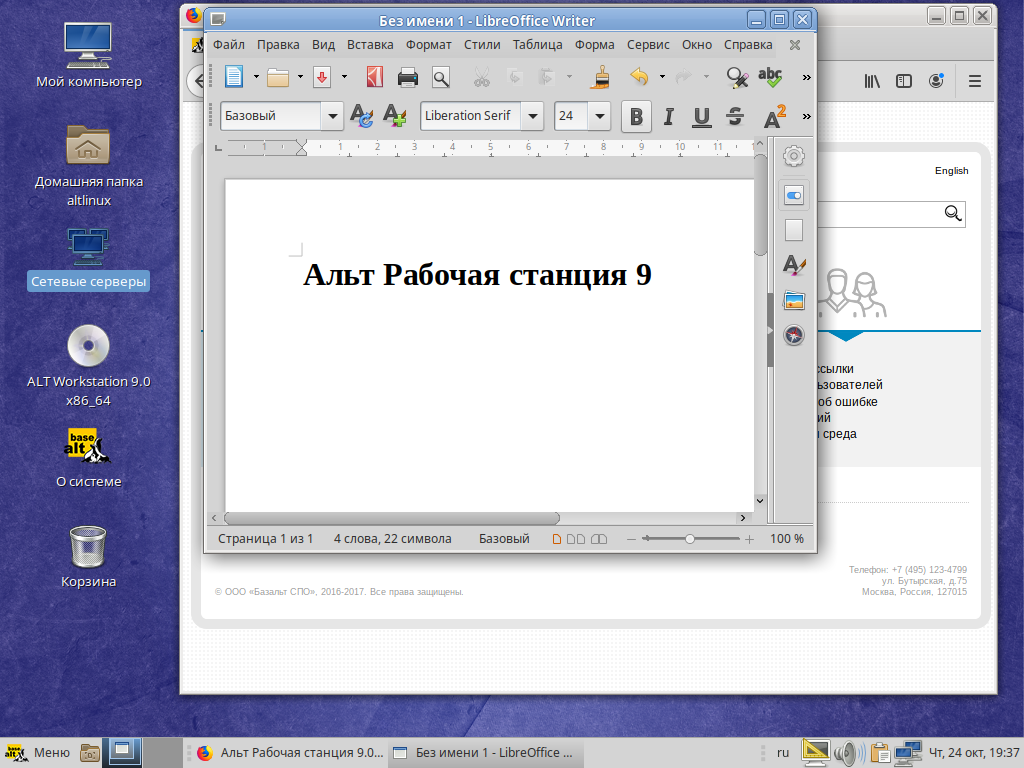 Мой компьютер
Домашняя папка
altlinux
Сетевые серверы
ALT Workstation 9.0
x86_64
base
alt
О системе
Корзина
Без имени 1 - LibreOffice Writer
Файл Правка Вид Вставка Формат Стили Таблица Форма Сервис Окно Справка
abc
Базовый Liberation Serif 24
1 1 2 3 4 5 6 7 8 9 10 11
Альт Рабочая станция 9
Страница 1 из 1 4 слова, 22 символа Базовый 100 %
English
ссылки
ьзователей
об ошибке
ий
среда
Телефон: +7 (495) 123-4799
ул. Бутырская, д.75
Москва, Россия, 127015
© ООО «Базальт СПО», 2016-2017. Все права защищены.
Меню Альт Рабочая станция 9.0... Без имени 1 - LibreOffice ... ru Чт, 24 окт, 19:37